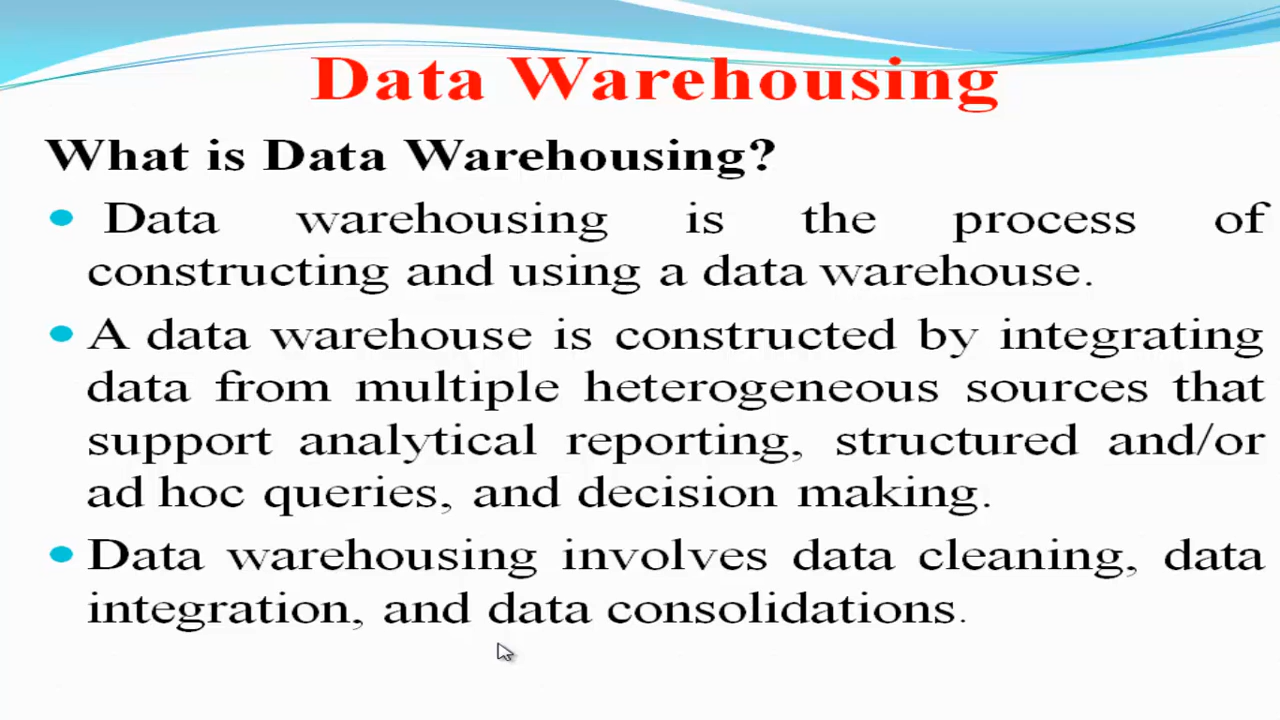 Data Warehousing
What is Data Warehousing?
• Data warehousing is the process of
constructing and using a data warehouse.
• A data warehouse is constructed by integrating
data from multiple heterogeneous sources that
support analytical reporting, structured and/or
ad hoc queries, and decision making.
• Data warehousing involves data cleaning, data
integration, and data consolidations.